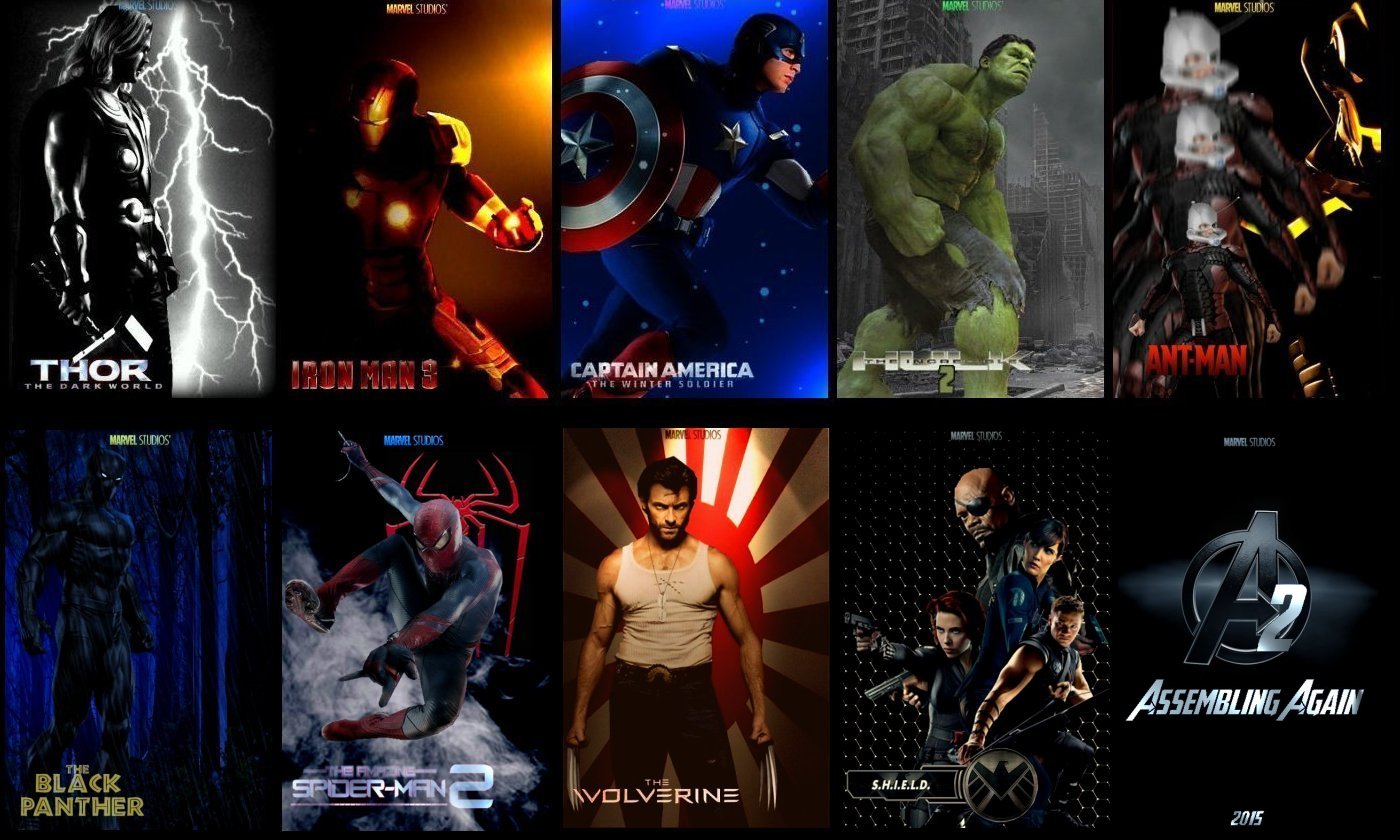 MARVEL STUDIOS
THOR
THE DARK WORLD
MARVEL STUDIOS
IRON MAN 3
MARVEL STUDIOS
CAPTAIN AMERICA
THE WINTER SOLDIER
MARVEL STUDIOS
HULK
2
MARVEL STUDIOS
ANT-MAN
MARVEL STUDIOS
THE
BLACK
PANTHER
MARVEL STUDIOS
THE AMAZING
SPIDER-MAN 2
MARVEL STUDIOS
THE
WOLVERINE
MARVEL STUDIOS
S.H.I.E.L.D.
MARVEL STUDIOS
A2
ASSEMBLING AGAIN
2015